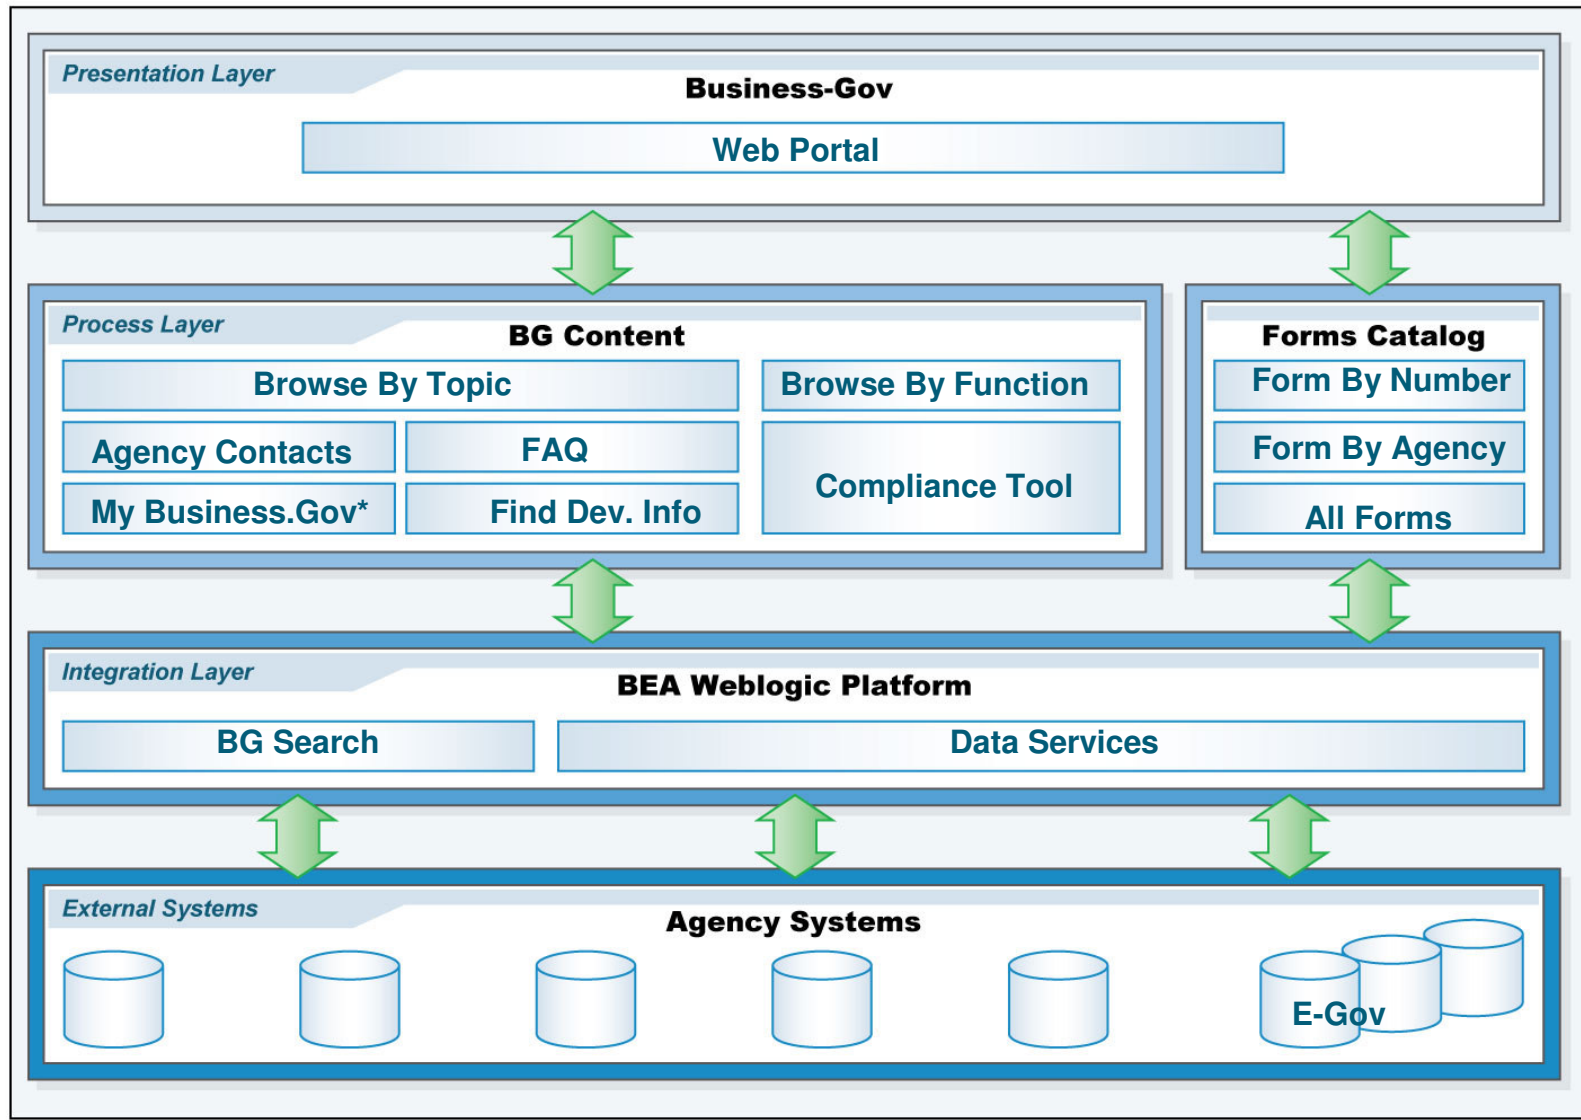 Presentation Layer
Business-Gov
Web Portal
Process Layer
BG Content
Browse By Topic
Browse By Function
Agency Contacts
FAQ
Compliance Tool
My Business.Gov*
Find Dev. Info
Forms Catalog
Form By Number
Form By Agency
All Forms
Integration Layer
BEA Weblogic Platform
BG Search
Data Services
External Systems
Agency Systems
E-Gov